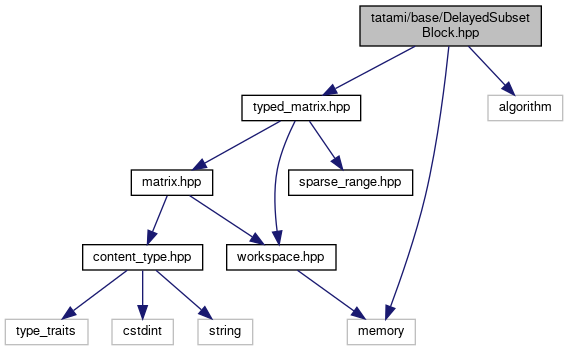 tatami/base/DelayedSubset
Block.hpp
typed_matrix.hpp
algorithm
matrix.hpp
sparse_range.hpp
content_type.hpp
workspace.hpp
type_traits
cstdint
string
memory